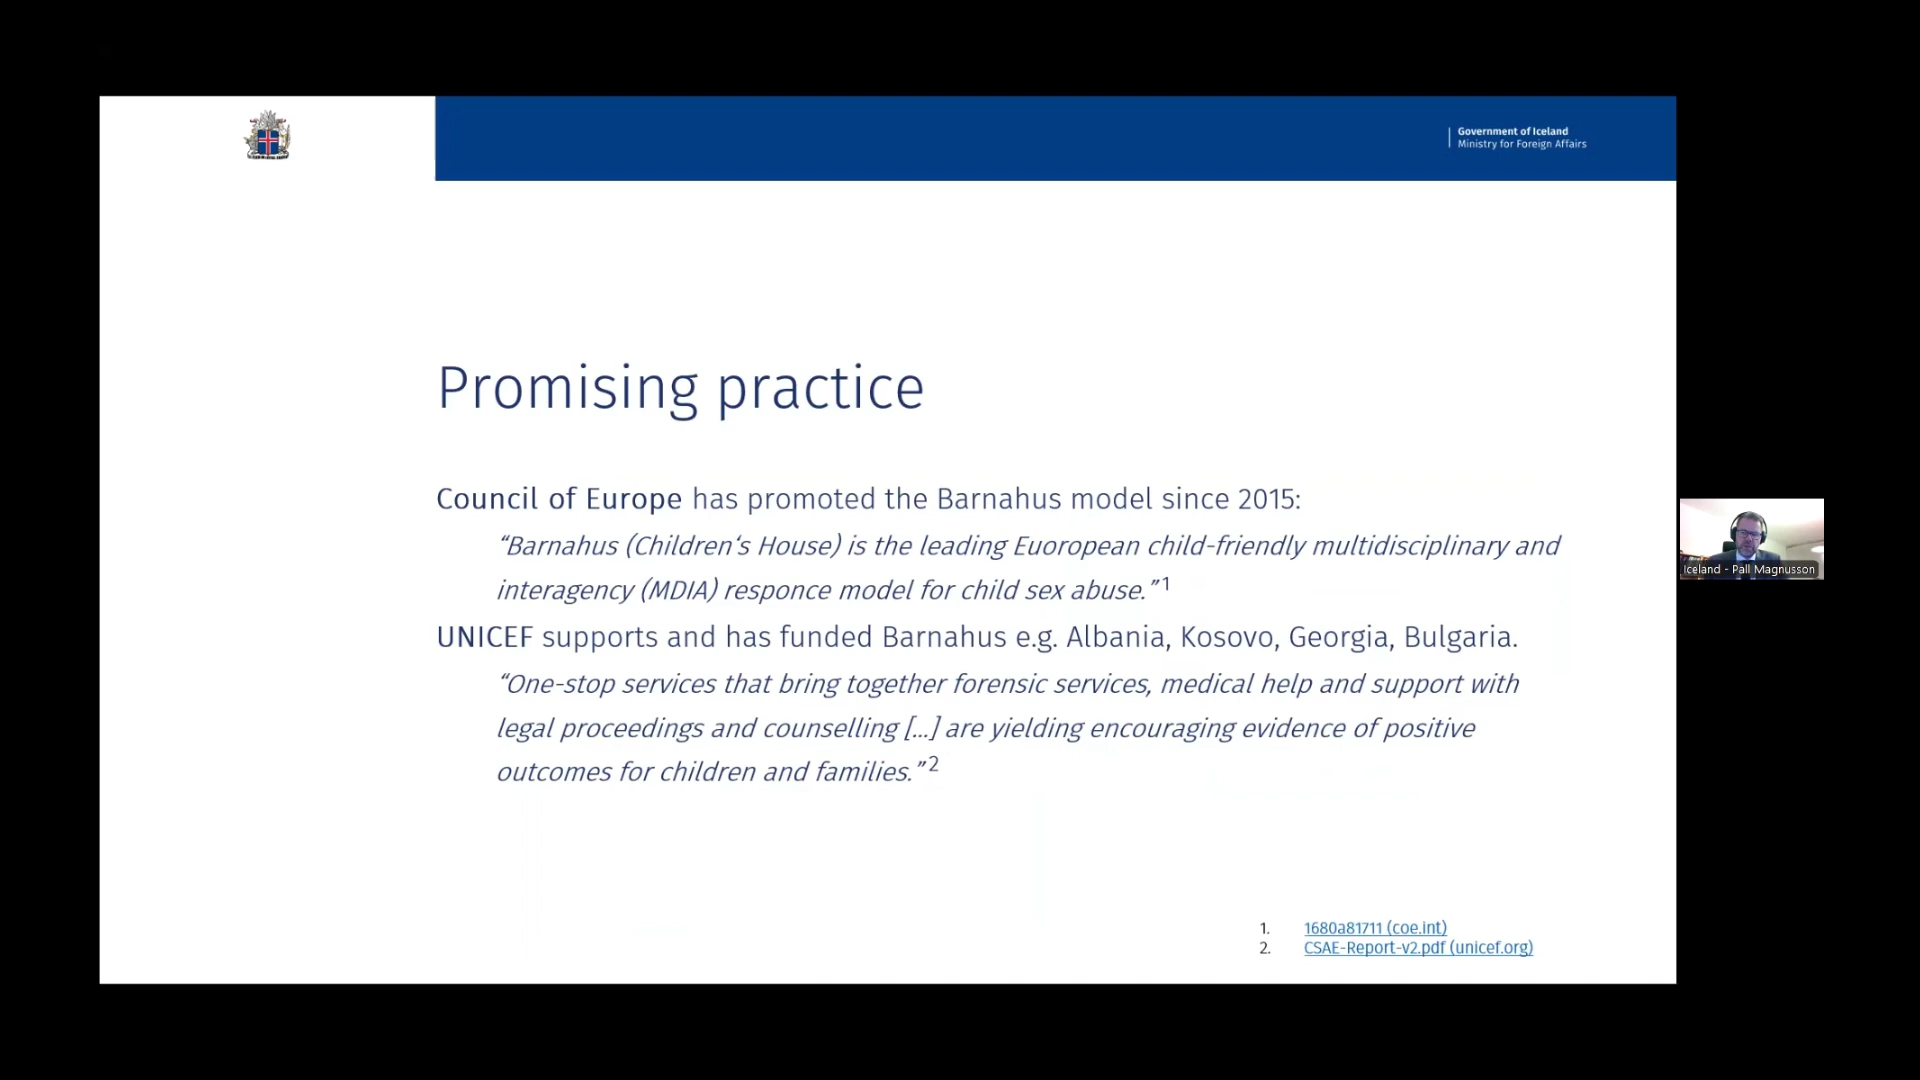 Government of Iceland
Ministry for Foreign Affairs
Promising practice
Council of Europe has promoted the Barnahus model since 2015:
“Barnahus (Children‘s House) is the leading Euoropean child-friendly multidisciplinary and
interagency (MDIA) responce model for child sex abuse.”1
UNICEF supports and has funded Barnahus e.g. Albania, Kosovo, Georgia, Bulgaria.
“One-stop services that bring together forensic services, medical help and support with
legal proceedings and counselling [...] are yielding encouraging evidence of positive
outcomes for children and families.”2
1. 1680a81711 (coe.int)
2. CSAE-Report-v2.pdf (unicef.org)
Iceland - Pall Magnusson